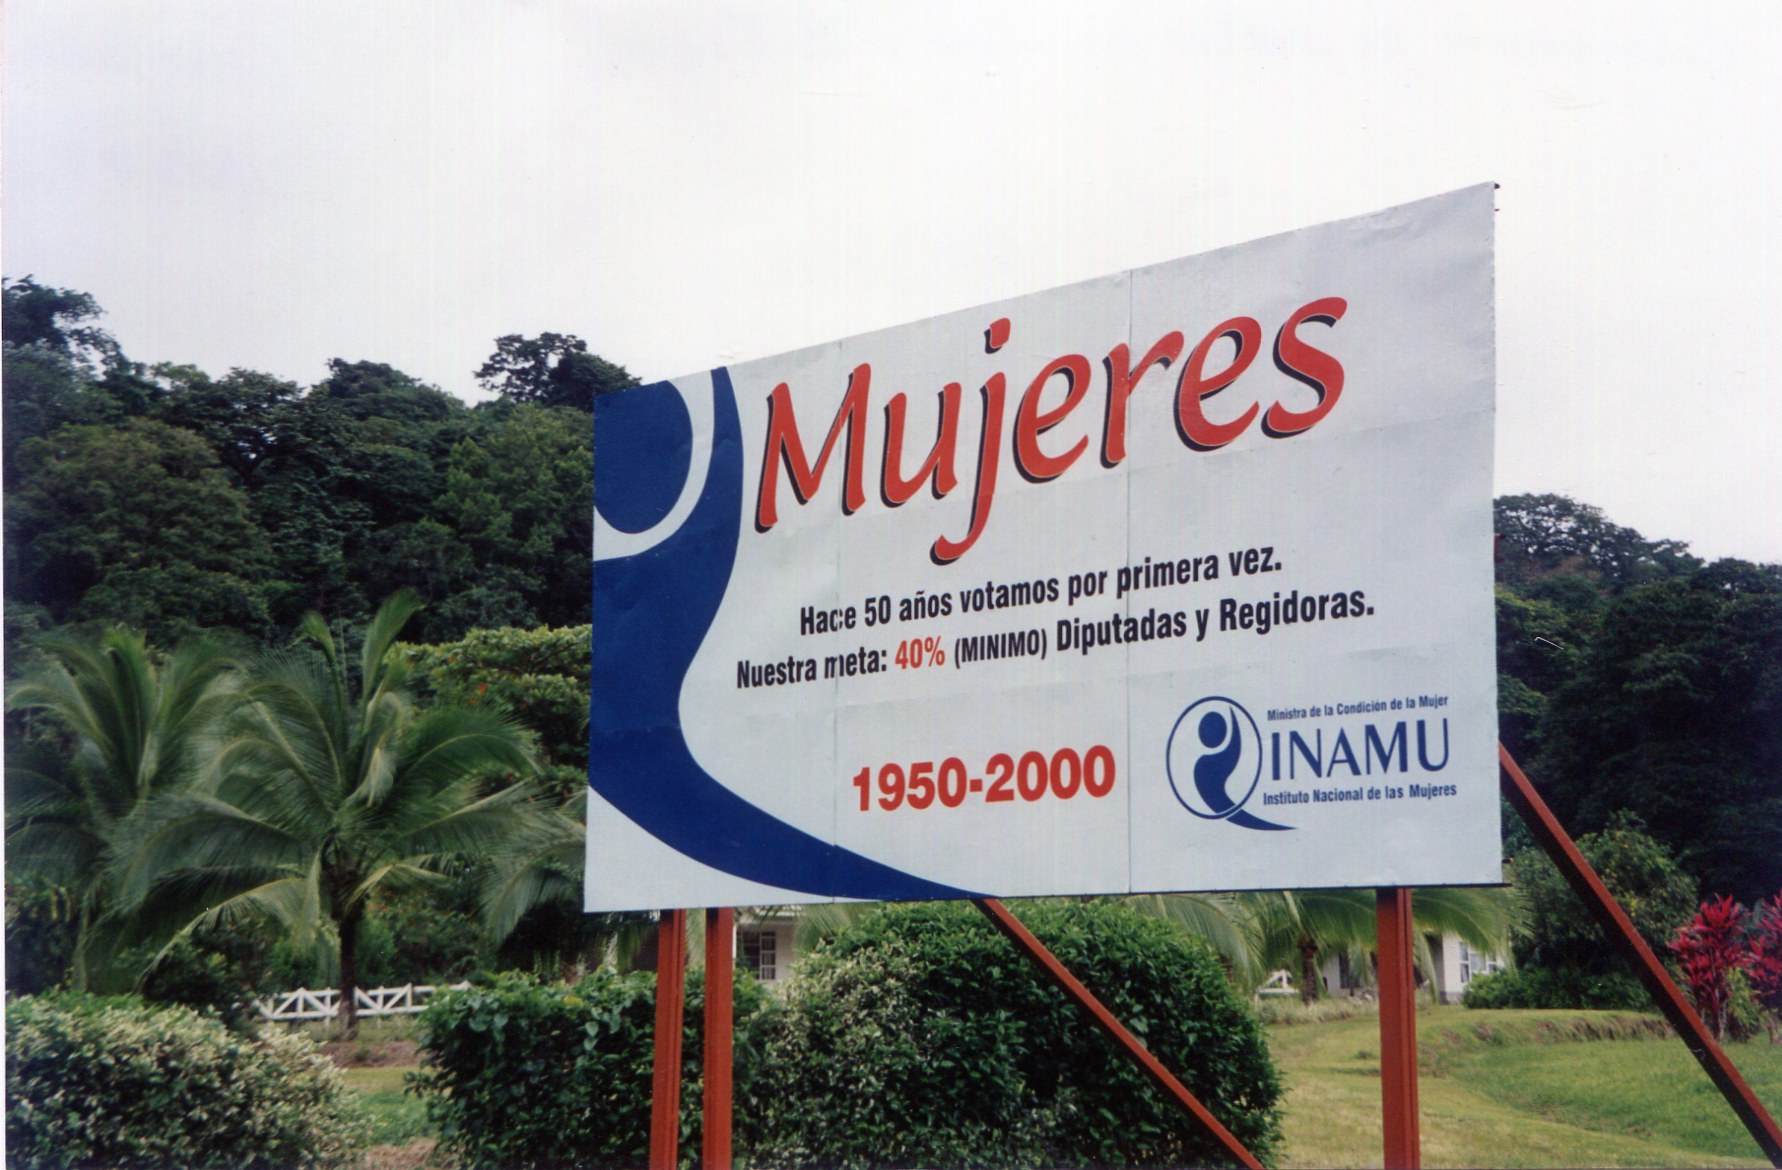 Mujeres
Hace 50 años votamos por primera vez.
Nuestra meta: 40% (MINIMO) Diputadas y Regidoras.
1950-2000
Ministra de la Condición de la Mujer
INAMU
Instituto Nacional de las Mujeres